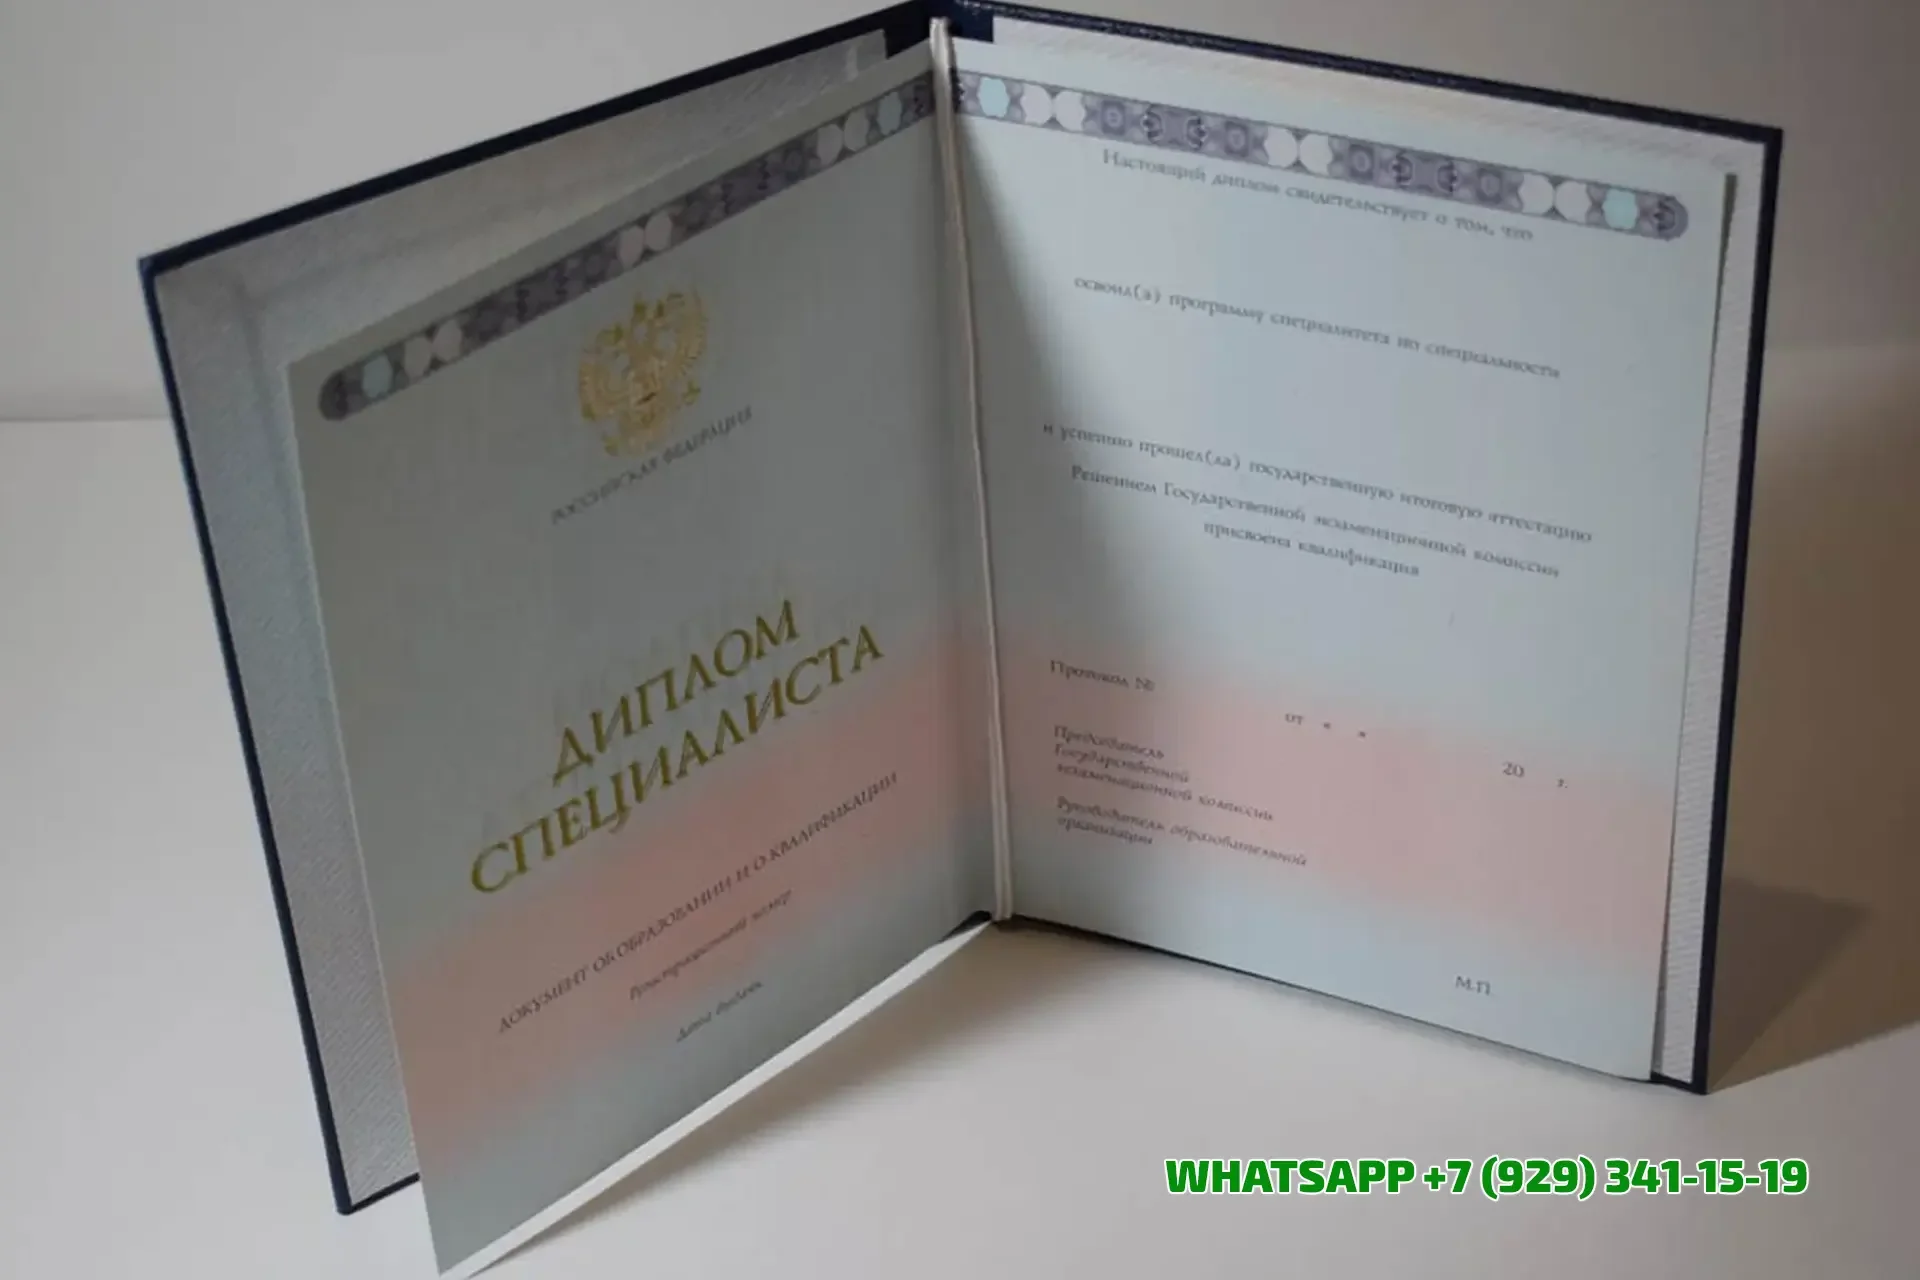 РОССИЙСКАЯ ФЕДЕРАЦИЯ
ДИПЛОМ
СПЕЦИАЛИСТА
ДОКУМЕНТ ОБ ОБРАЗОВАНИИ И О КВАЛИФИКАЦИИ
Регистрационный номер
Дата выдачи
Настоящий диплом свидетельствует о том, что
освоил(а) программу специалитета по специальности
и успешно прошел(ла) государственную итоговую аттестацию
Решением Государственной экзаменационной комиссии
присвоена квалификация
Протокол №
от « » 20 г.
Председатель
Государственной
экзаменационной комиссии
Руководитель образовательной
организации
М.П.
WHATSAPP +7 (929) 341-15-19